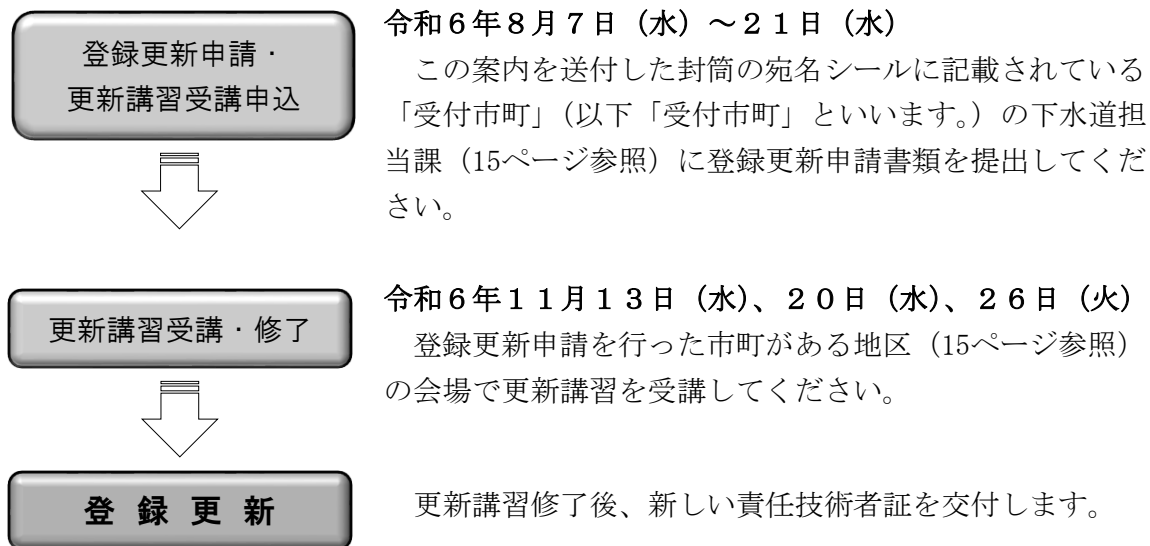 登録更新申請・
更新講習受講申込
令和６年８月７日（水）～２１日（水）
この案内を送付した封筒の宛名シールに記載されている
「受付市町」（以下「受付市町」といいます。）の下水道担
当課（15ページ参照）に登録更新申請書類を提出してくだ
さい。
更新講習受講・修了
令和６年１１月１３日（水）、２０日（水）、２６日（火）
登録更新申請を行った市町がある地区（15ページ参照）
の会場で更新講習を受講してください。
登 録 更 新
更新講習修了後、新しい責任技術者証を交付します。